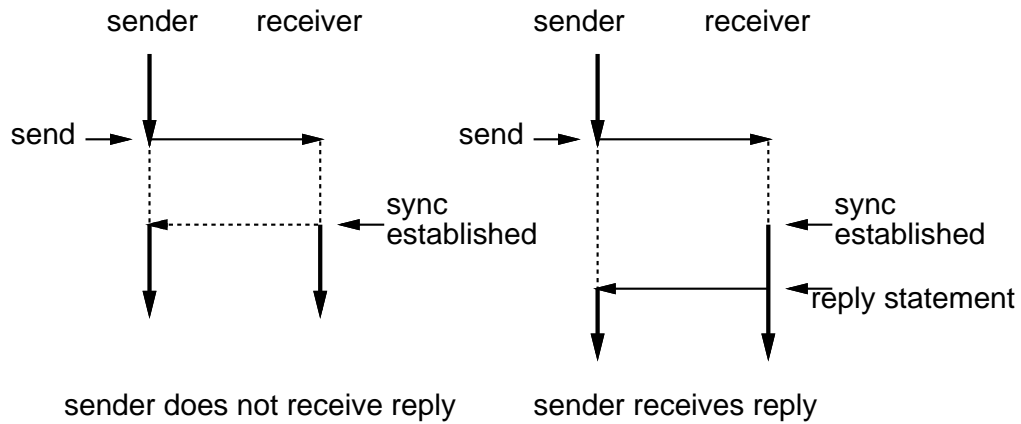 sender receiver
send
sync
established
sender does not receive reply
sender receiver
send
sync
established
reply statement
sender receives reply